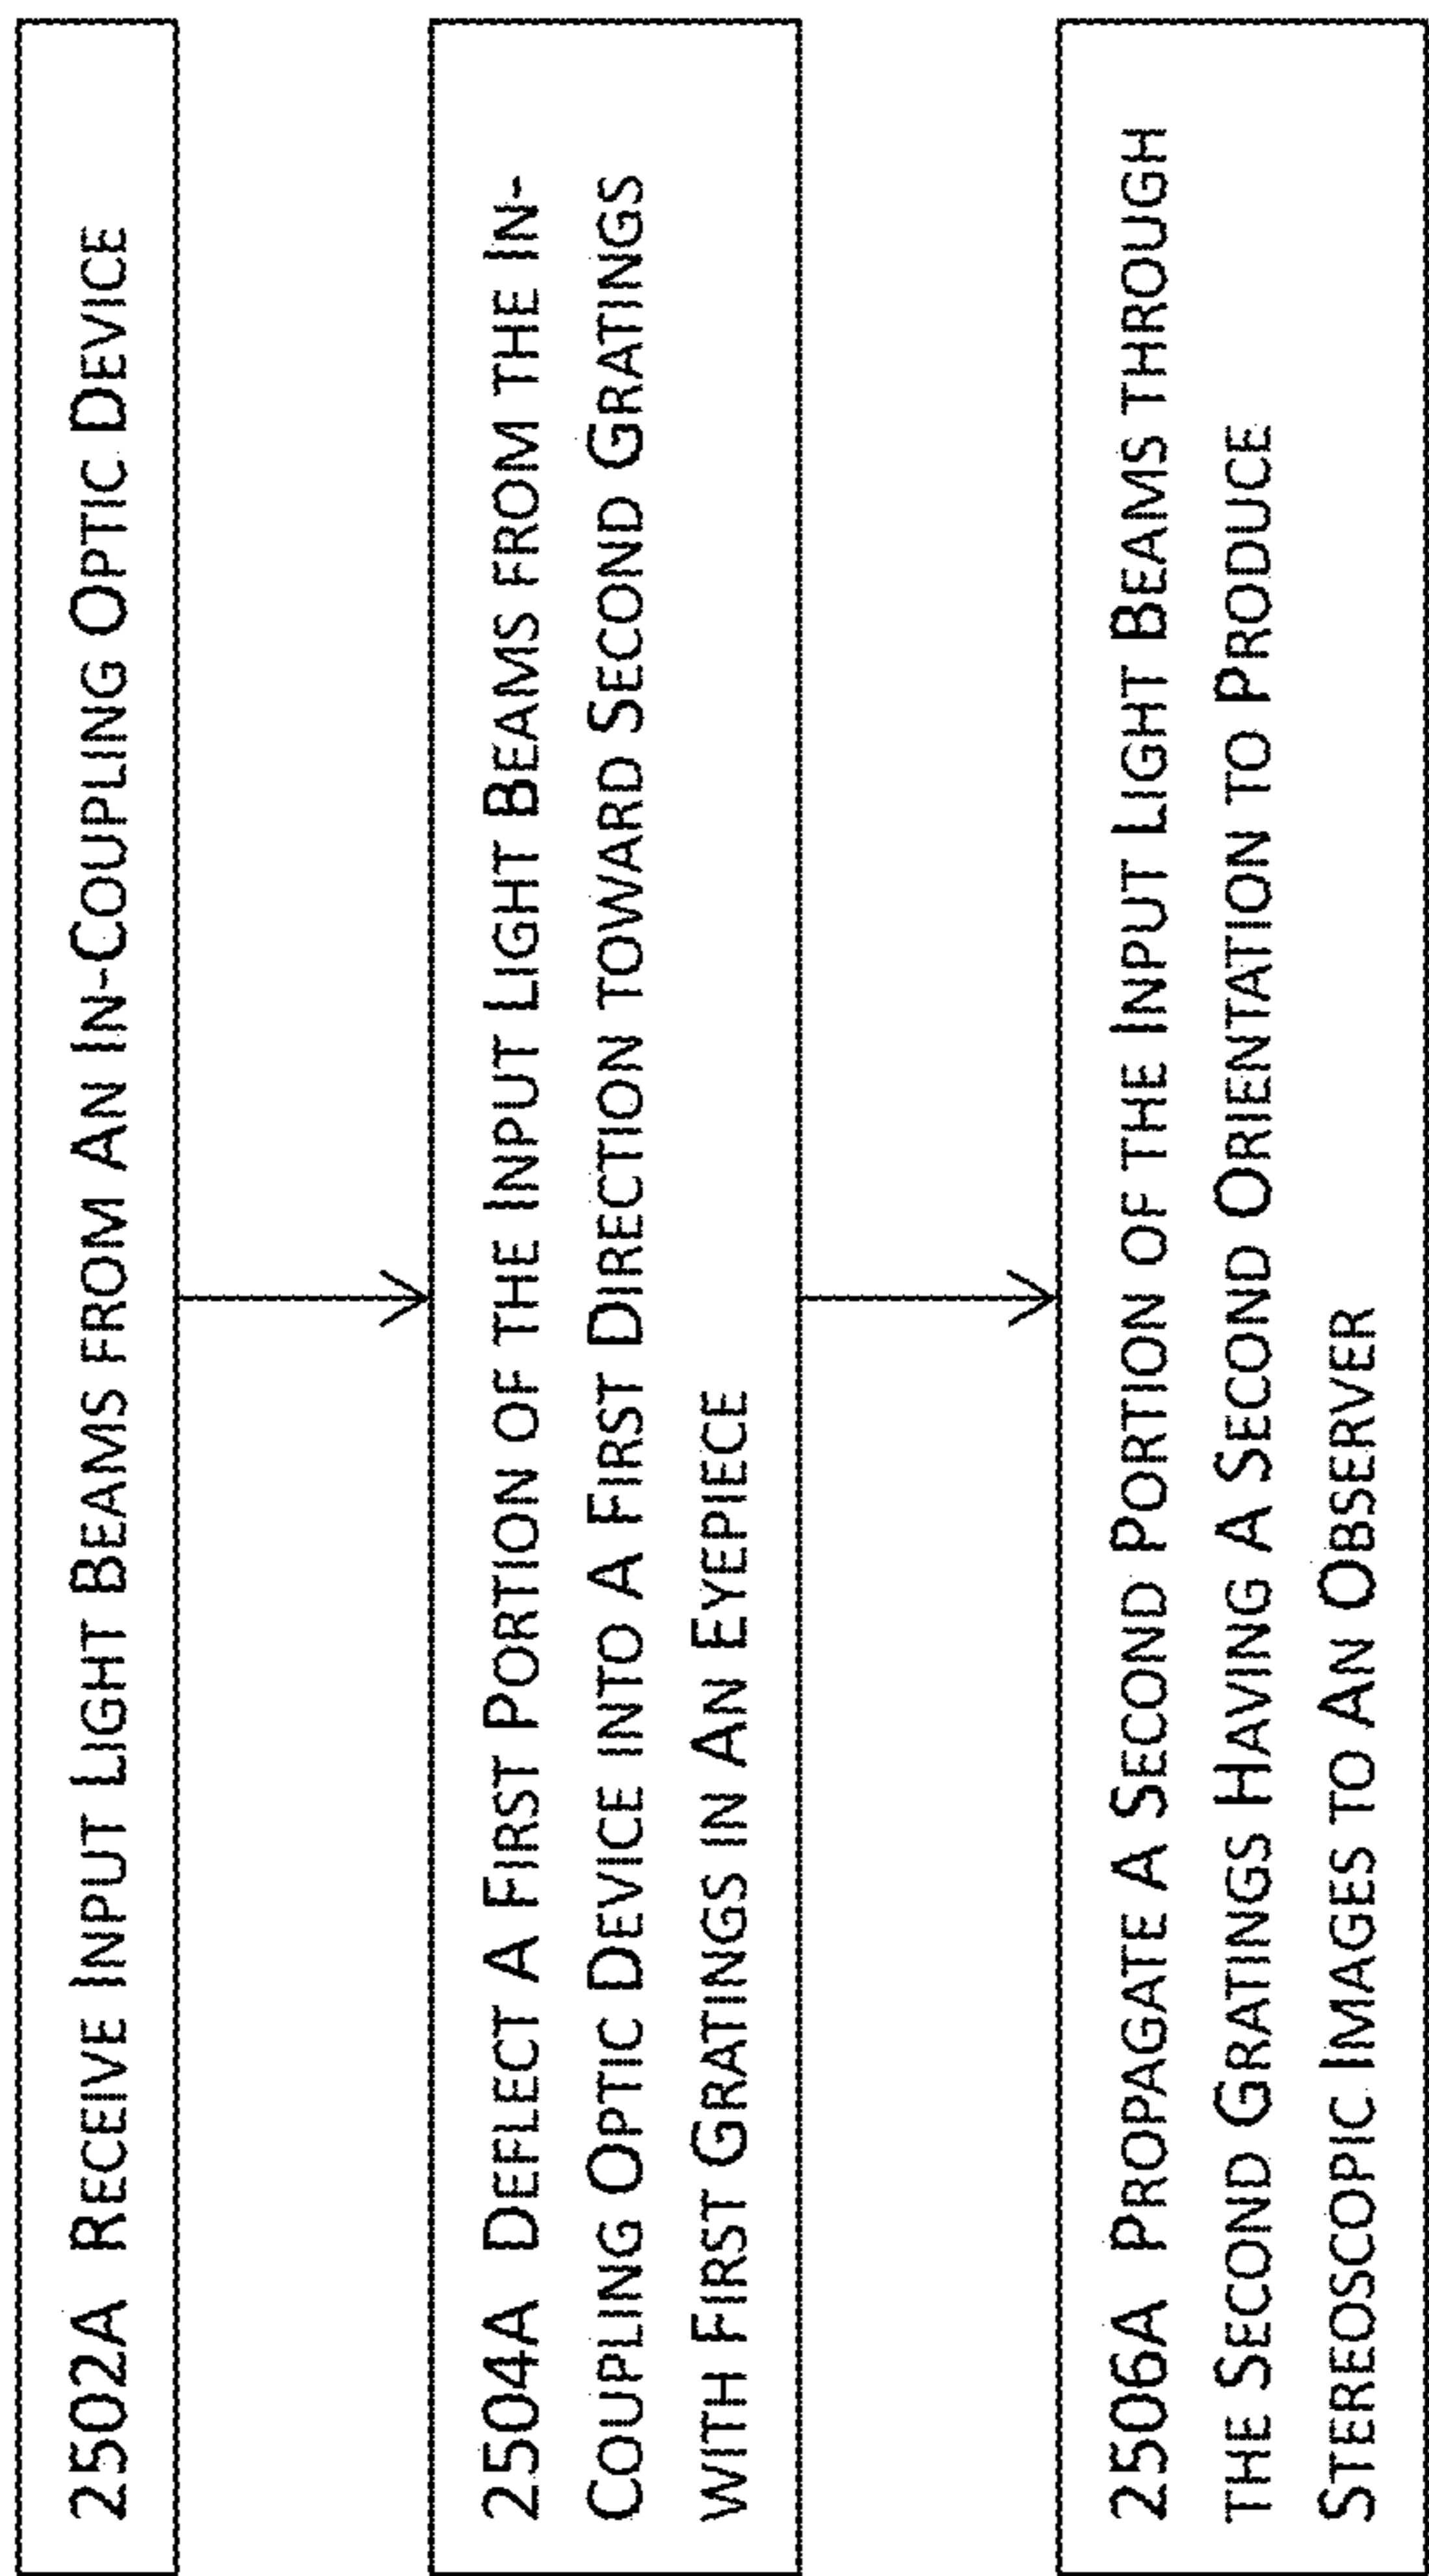 2502A RECEIVE INPUT LIGHT BEAMS FROM AN IN-COUPLING OPTIC DEVICE
2504A DEFLECT A FIRST PORTION OF THE INPUT LIGHT BEAMS FROM THE IN-
COUPLING OPTIC DEVICE INTO A FIRST DIRECTION TOWARD SECOND GRATINGS
WITH FIRST GRATINGS IN AN EYEPIECE
2506A PROPAGATE A SECOND PORTION OF THE INPUT LIGHT BEAMS THROUGH
THE SECOND GRATINGS HAVING A SECOND ORIENTATION TO PRODUCE
STEREOSCOPIC IMAGES TO AN OBSERVER